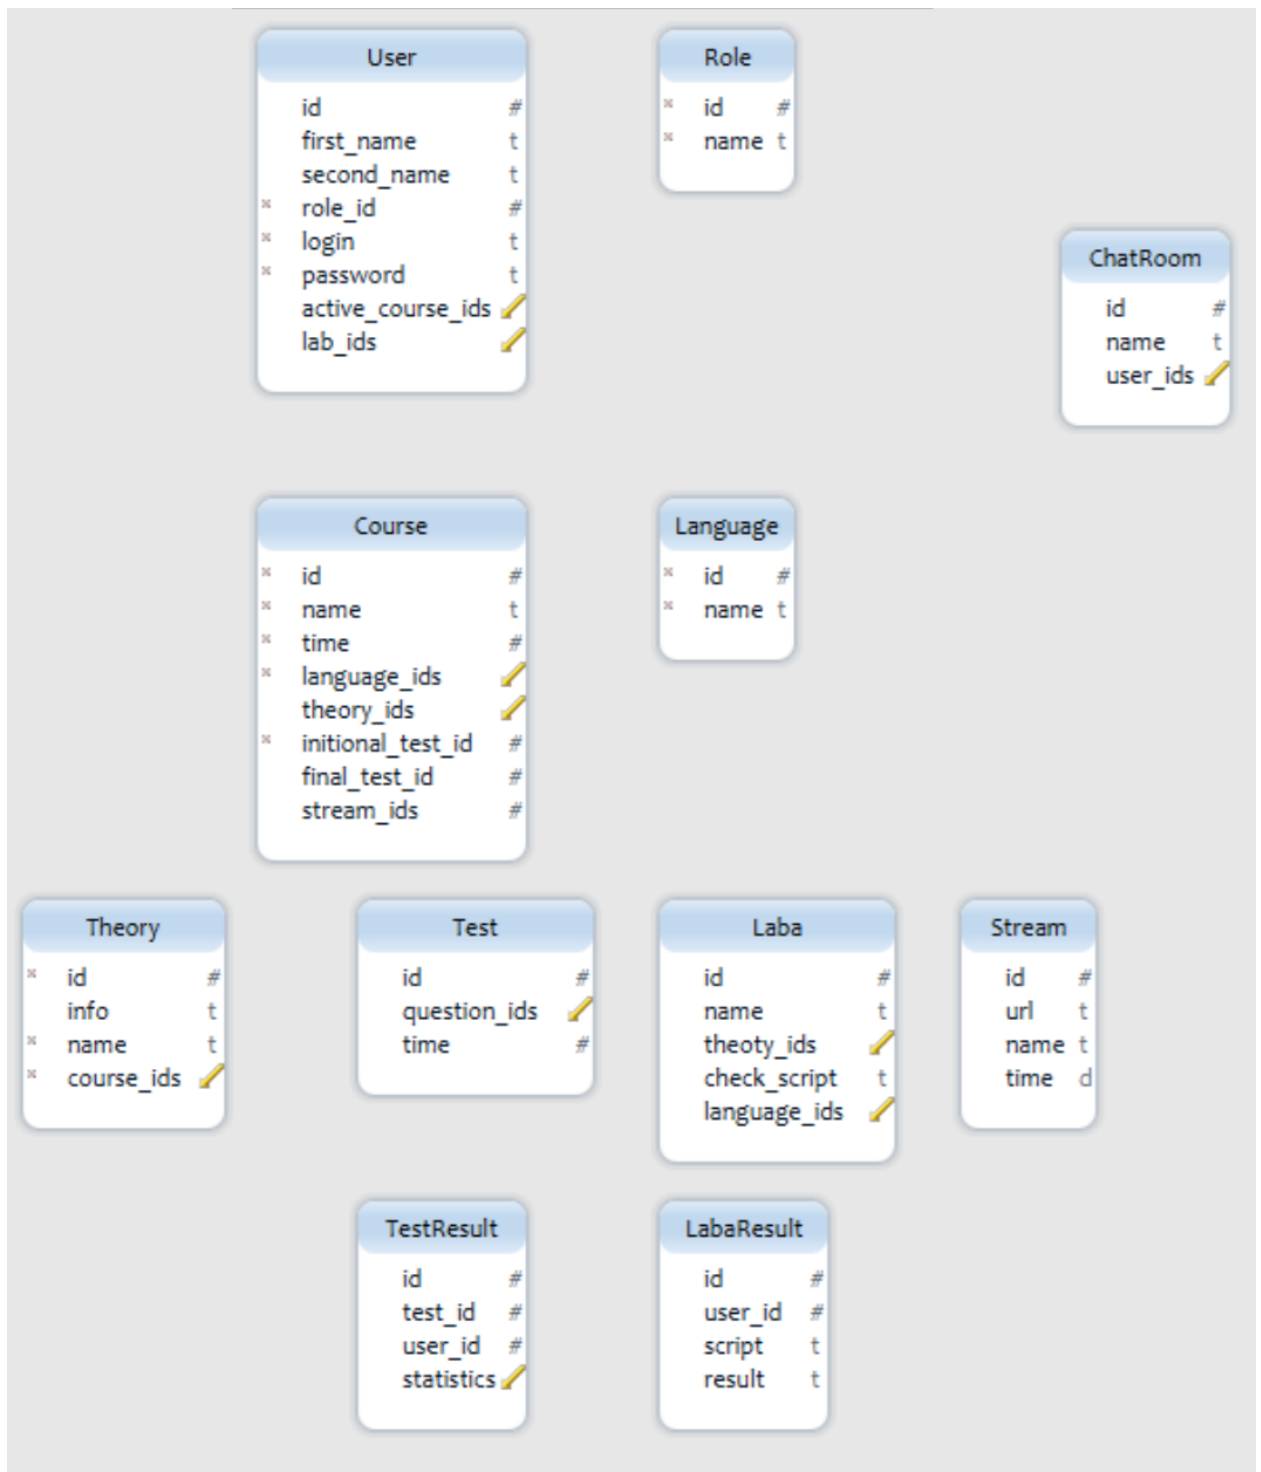 User
id #
first_name t
second_name t
role_id #
login t
password t
active_course_ids
lab_ids
Role
id #
name t
ChatRoom
id #
name t
user_ids
Course
id #
name t
time #
language_ids
theory_ids
initional_test_id #
final_test_id #
stream_ids #
Language
id #
name t
Theory
id #
info t
name t
course_ids
Test
id #
question_ids
time #
Laba
id #
name t
theoty_ids
check_script t
language_ids
Stream
id #
url t
name t
time d
TestResult
id #
test_id #
user_id #
statistics
LabaResult
id #
user_id #
script t
result t